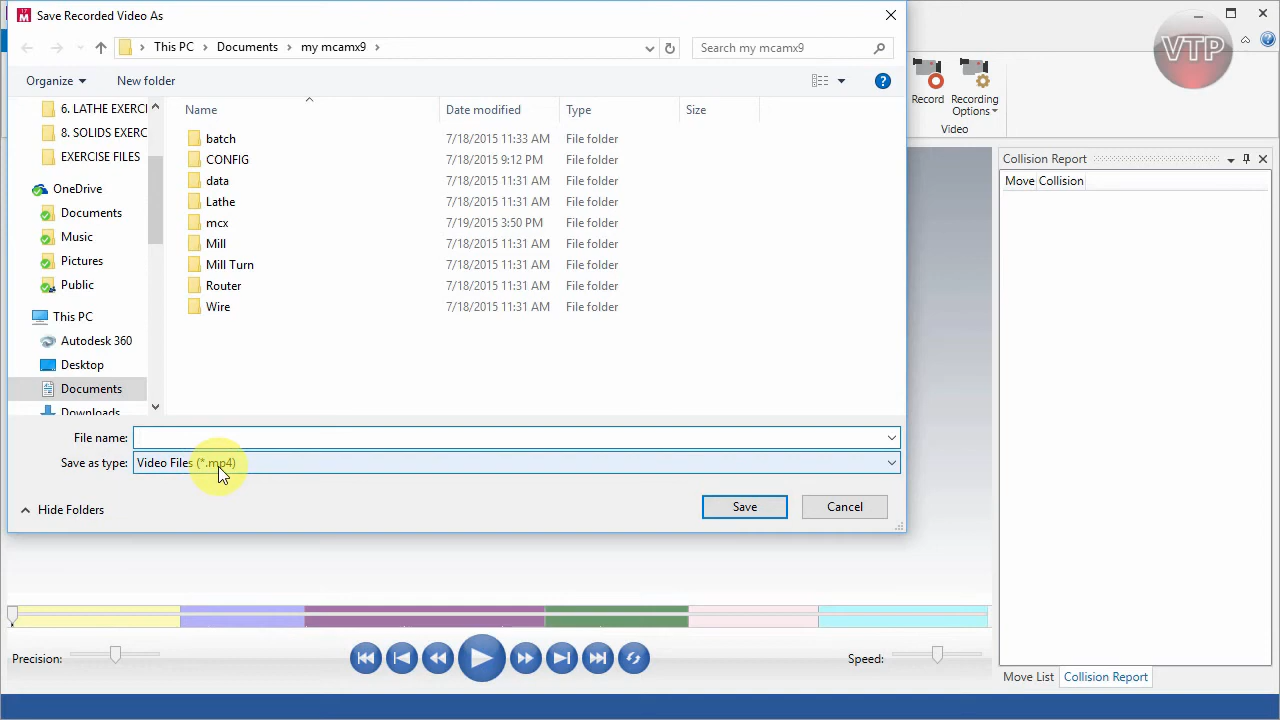 Save Recorded Video As
This PC
Documents
my mcamx9
Search my mcamx9
VTP
Organize
New folder
Record
Recording
Options
Video
6. LATHE EXERCI
8. SOLIDS EXERC
EXERCISE FILES
OneDrive
Documents
Music
Pictures
Public
This PC
Autodesk 360
Desktop
Documents
Downloads
Name Date modified Type Size
batch 7/18/2015 11:33 AM File folder
CONFIG 7/18/2015 9:12 PM File folder
data 7/18/2015 11:31 AM File folder
Lathe 7/18/2015 11:31 AM File folder
mcx 7/19/2015 3:50 PM File folder
Mill 7/18/2015 11:31 AM File folder
Mill Turn 7/18/2015 11:31 AM File folder
Router 7/18/2015 11:31 AM File folder
Wire 7/18/2015 11:31 AM File folder
Collision Report
Move Collision
File name:
Save as type: Video Files (*.mp4)
Hide Folders
Save
Cancel
Precision:
Speed:
Move List
Collision Report